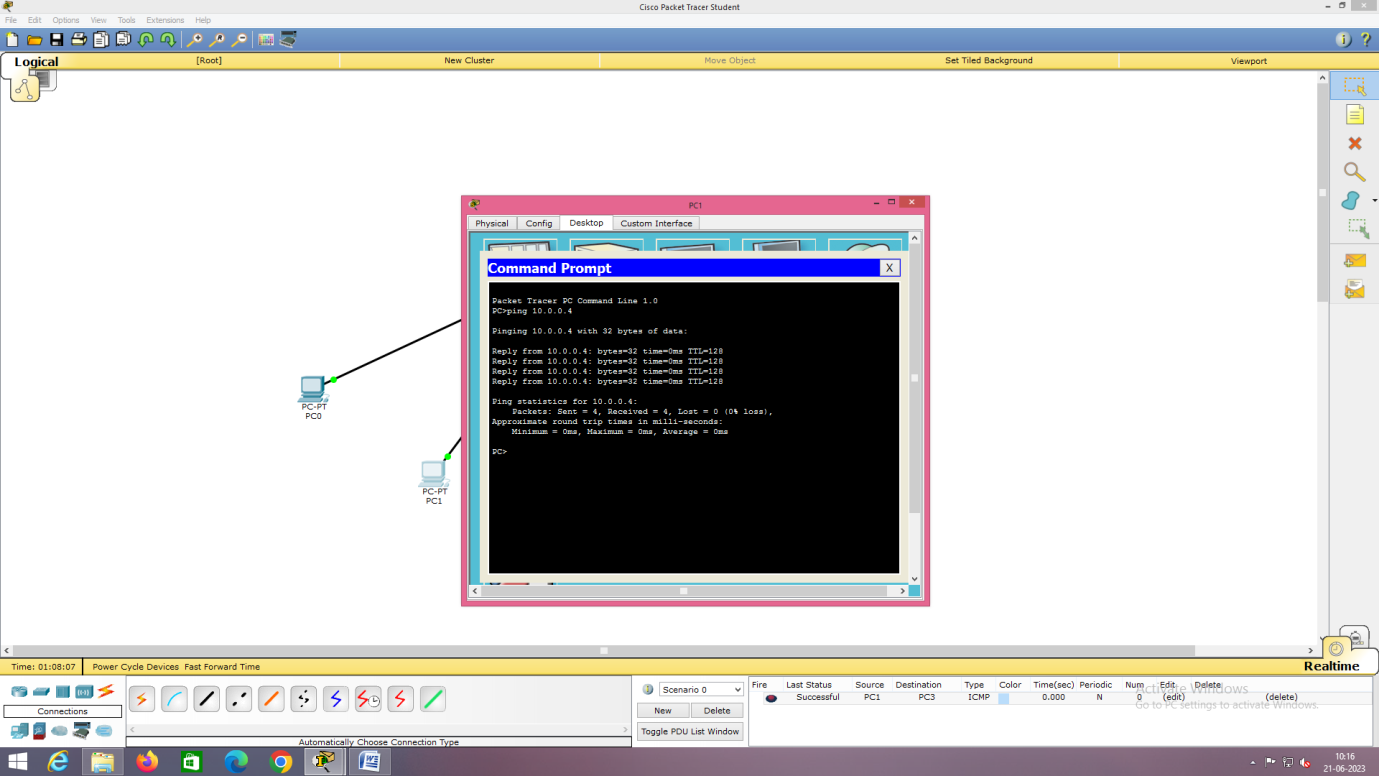 Cisco Packet Tracer Student
File Edit Options View Tools Extensions Help
Logical [Root] New Cluster Move Object Set Tiled Background Viewport
PC1
Physical Config Desktop Custom Interface
Command Prompt X
Packet Tracer PC Command Line 1.0
PC>ping 10.0.0.4
Pinging 10.0.0.4 with 32 bytes of data:
Reply from 10.0.0.4: bytes=32 time=0ms TTL=128
Reply from 10.0.0.4: bytes=32 time=0ms TTL=128
Reply from 10.0.0.4: bytes=32 time=0ms TTL=128
Reply from 10.0.0.4: bytes=32 time=0ms TTL=128
Ping statistics for 10.0.0.4:
Packets: Sent = 4, Received = 4, Lost = 0 (0% loss),
Approximate round trip times in milli-seconds:
Minimum = 0ms, Maximum = 0ms, Average = 0ms
PC>
PC-PT
PC0
PC-PT
PC1
Time: 01:08:07 Power Cycle Devices Fast Forward Time Realtime
Connections
Automatically Choose Connection Type
Scenario 0
New Delete
Toggle PDU List Window
Fire Last Status Source Destination Type Color Time(sec) Periodic Num Edit Delete
Successful PC1 PC3 ICMP 0.000 N 0 (edit) (delete)
Activate Windows
Go to PC settings to activate Windows.
10:16
21-06-2023